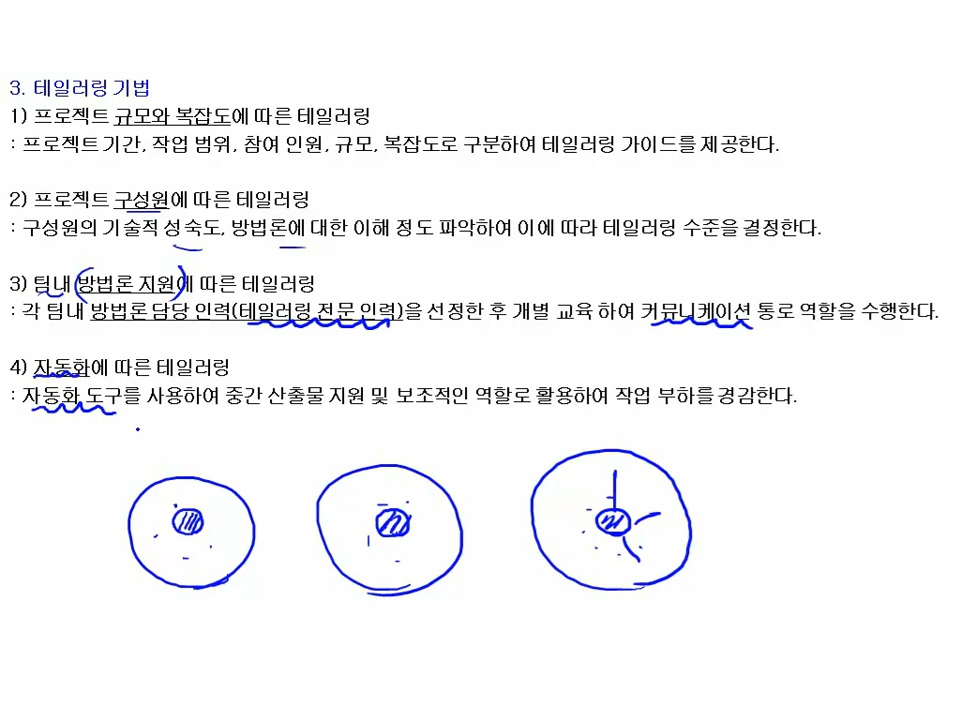 3. 테일러링 기법
1) 프로젝트 규모와 복잡도에 따른 테일러링
: 프로젝트 기간, 작업 범위, 참여 인원, 규모, 복잡도로 구분하여 테일러링 가이드를 제공한다.
2) 프로젝트 구성원에 따른 테일러링
: 구성원의 기술적 성숙도, 방법론에 대한 이해 정도 파악하여 이에 따라 테일러링 수준을 결정한다.
3) 팀내 방법론 지원에 따른 테일러링
: 각 팀내 방법론 담당 인력(테일러링 전문 인력)을 선정한 후 개별 교육 하여 커뮤니케이션 통로 역할을 수행한다.
4) 자동화에 따른 테일러링
: 자동화 도구를 사용하여 중간 산출물 지원 및 보조적인 역할로 활용하여 작업 부하를 경감한다.